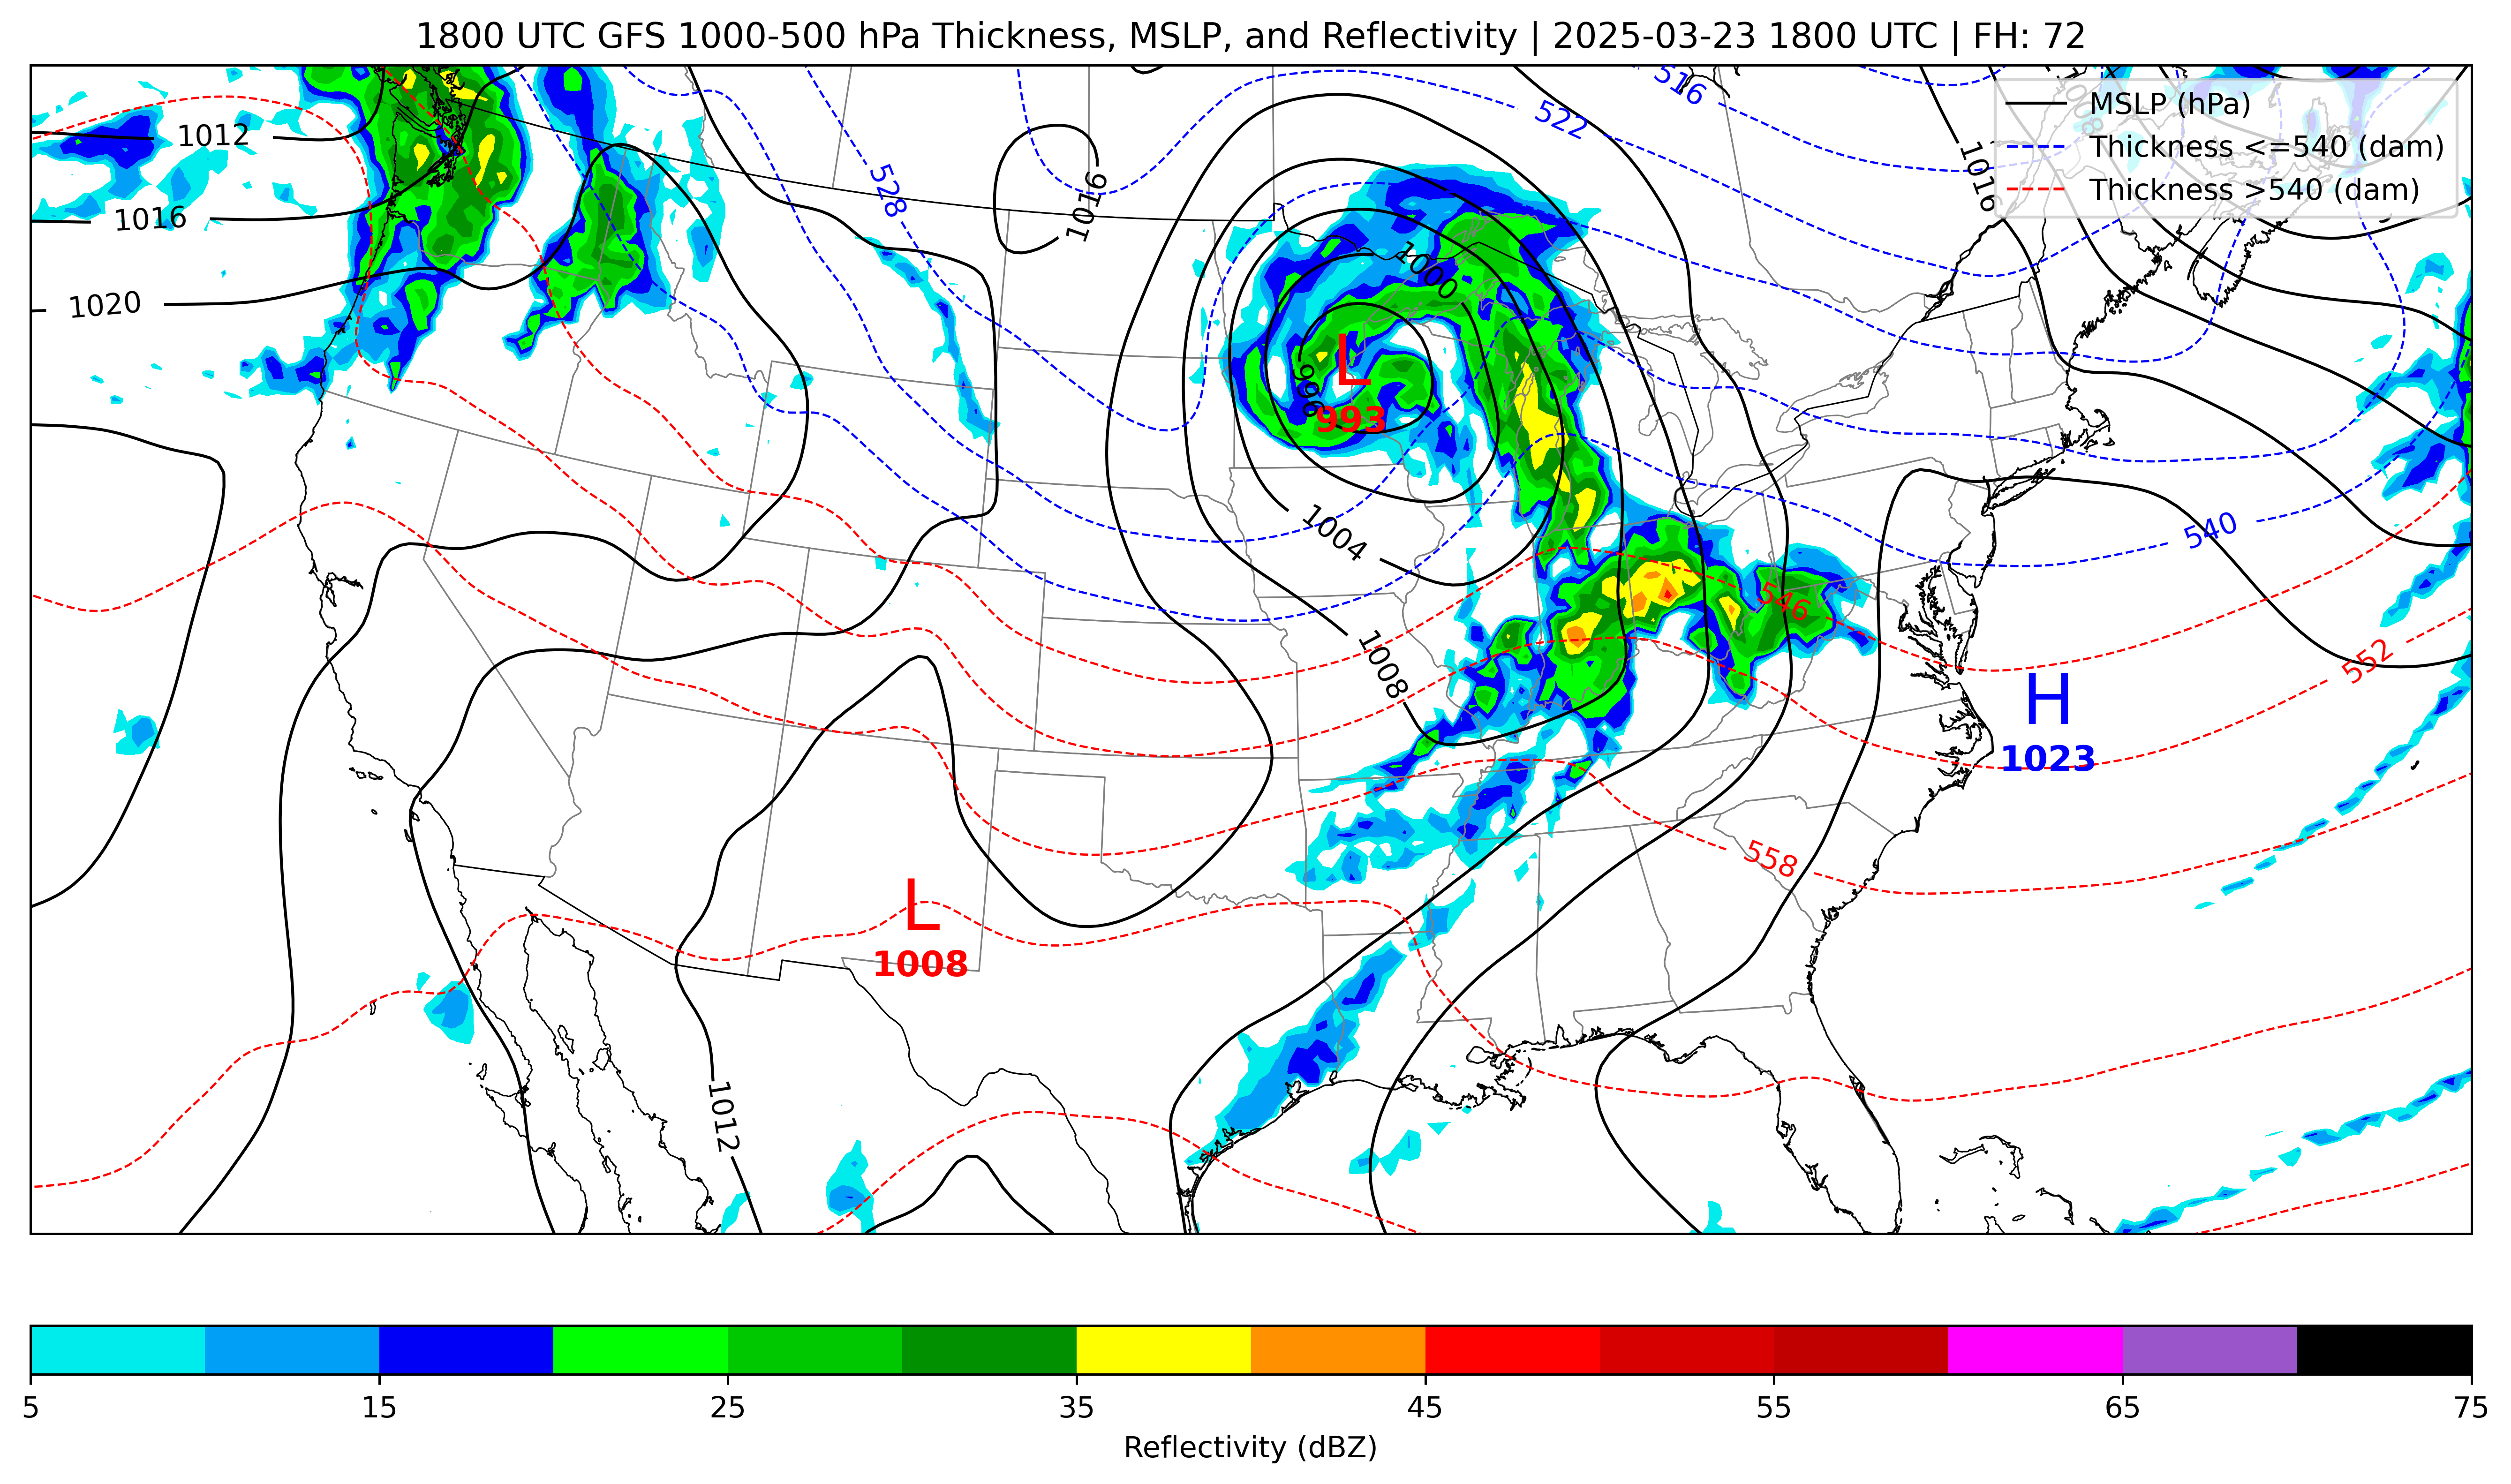 1800 UTC GFS 1000-500 hPa Thickness, MSLP, and Reflectivity | 2025-03-23 1800 UTC | FH: 72
MSLP (hPa)
Thickness <=540 (dam)
Thickness >540 (dam)
516
522
528
1008
1012
1016
1016
1016
1020
1000
996
L
993
1004
540
546
552
1008
H
1023
558
L
1008
1012
5 15 25 35 45 55 65 75
Reflectivity (dBZ)